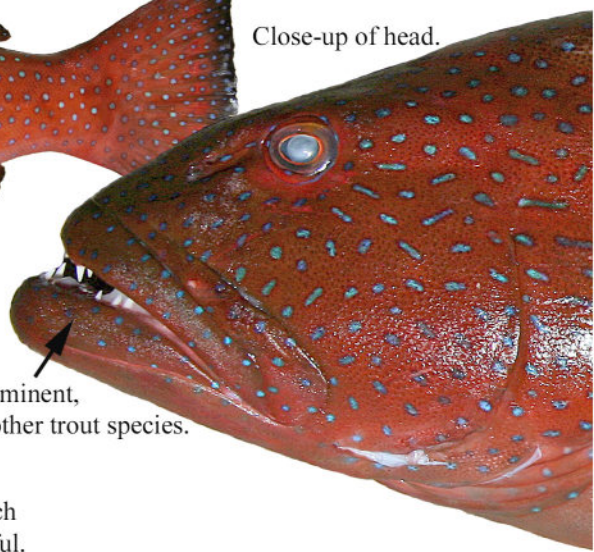 Close-up of head.
minent,
other trout species.
ch
ful.